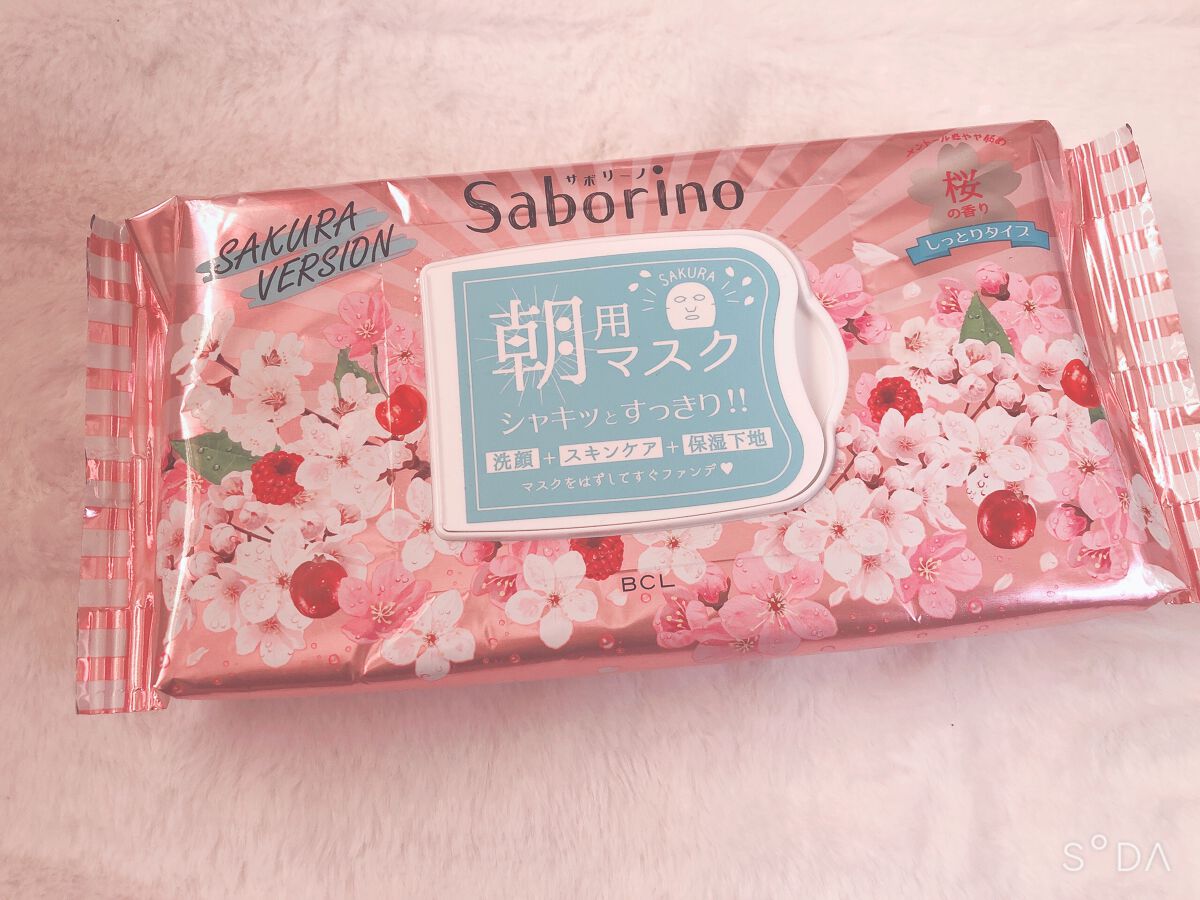 サボリーノ
Saborino
SAKURA
VERSION
桜
の香り
しっとりタイプ
SAKURA
朝用
マスク
シャキッとすっきり!!
洗顔+スキンケア+保湿下地
マスクをはずしてすぐファンデ♥
BCL
SODA